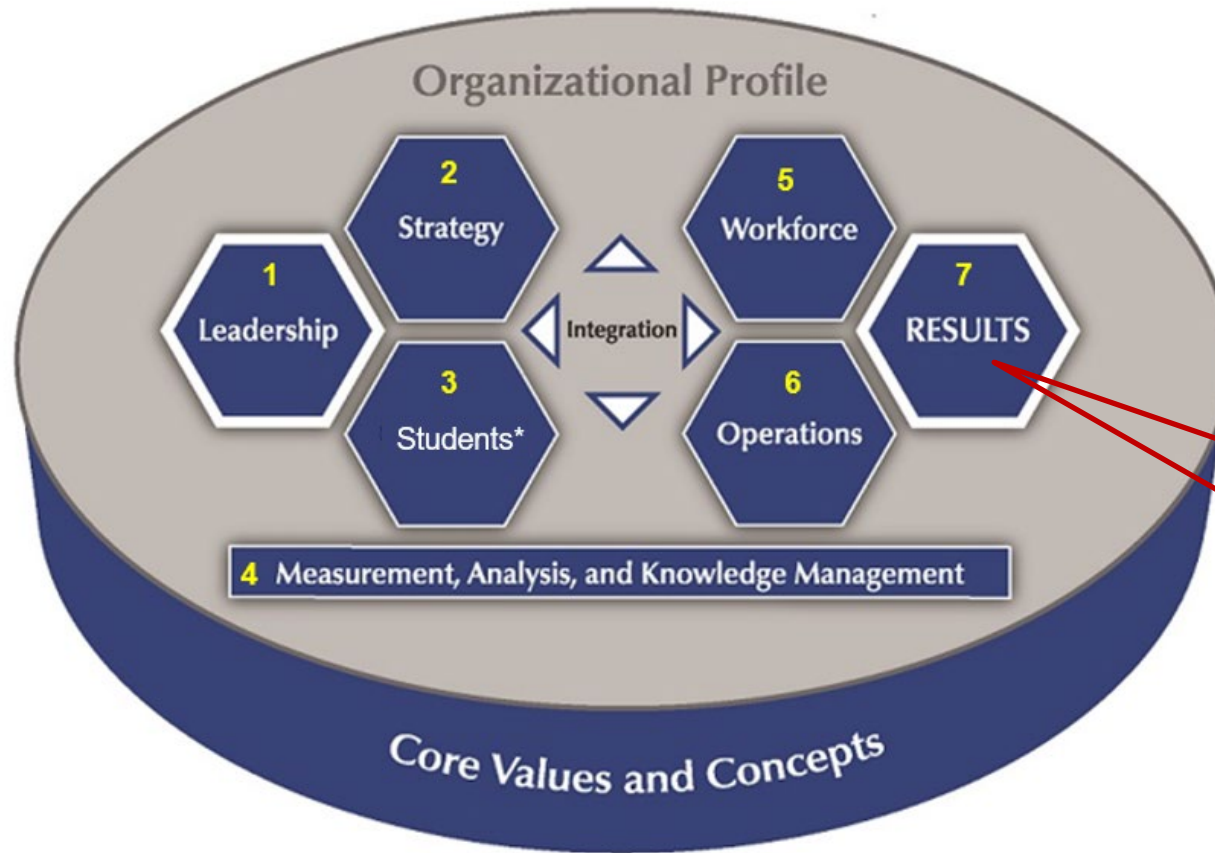 Organizational Profile
1
Leadership
2
Strategy
3
Students*
Integration
5
Workforce
6
Operations
7
RESULTS
4 Measurement, Analysis, and Knowledge Management
Core Values and Concepts